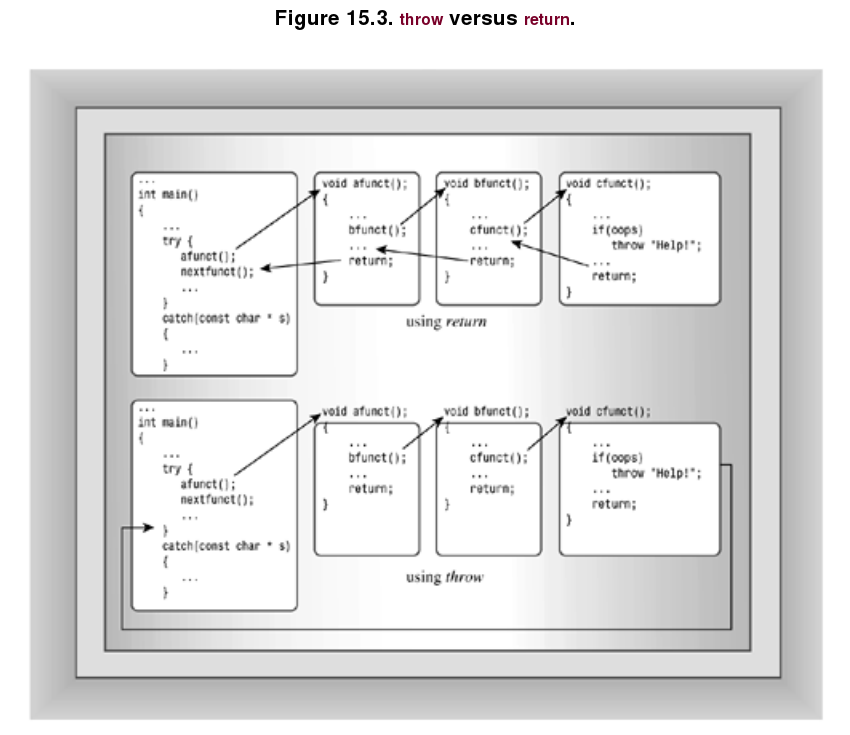 Figure 15.3. throw versus return.
...
int main()
{
...
try {
afunct();
nextfunct();
...
}
catch(const char * s)
{
...
}
void afunct();
{
...
bfunct();
...
return;
}
void bfunct();
{
...
cfunct();
...
return;
}
void cfunct();
{
...
if(oops)
throw "Help!";
...
return;
}
using return
...
int main()
{
...
try {
afunct();
nextfunct();
...
}
catch(const char * s)
{
...
}
void afunct();
{
...
bfunct();
...
return;
}
void bfunct();
{
...
cfunct();
...
return;
}
void cfunct();
{
...
if(oops)
throw "Help!";
...
return;
}
using throw